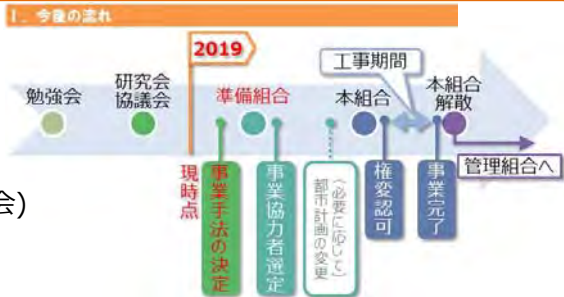 1. 今後の流れ
2019
工事期間
勉強会
研究会
協議会
準備組合
本組合
本組合
解散
管理組合へ
会)
現時点
事業手法の決定
事業協力者選定
(必要に応じて)
都市計画の変更
権変認可
事業完了